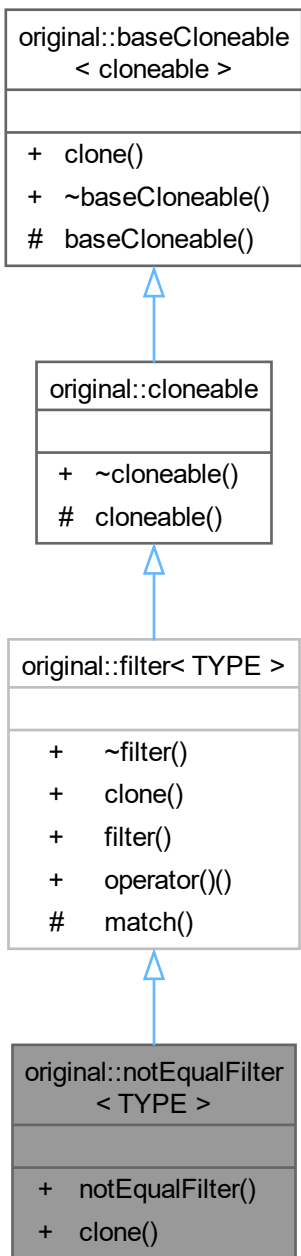 original::baseCloneable
< cloneable >
+ clone()
+ ~baseCloneable()
# baseCloneable()
original::cloneable
+ ~cloneable()
# cloneable()
original::filter< TYPE >
+ ~filter()
+ clone()
+ filter()
+ operator()()
# match()
original::notEqualFilter
< TYPE >
+ notEqualFilter()
+ clone()